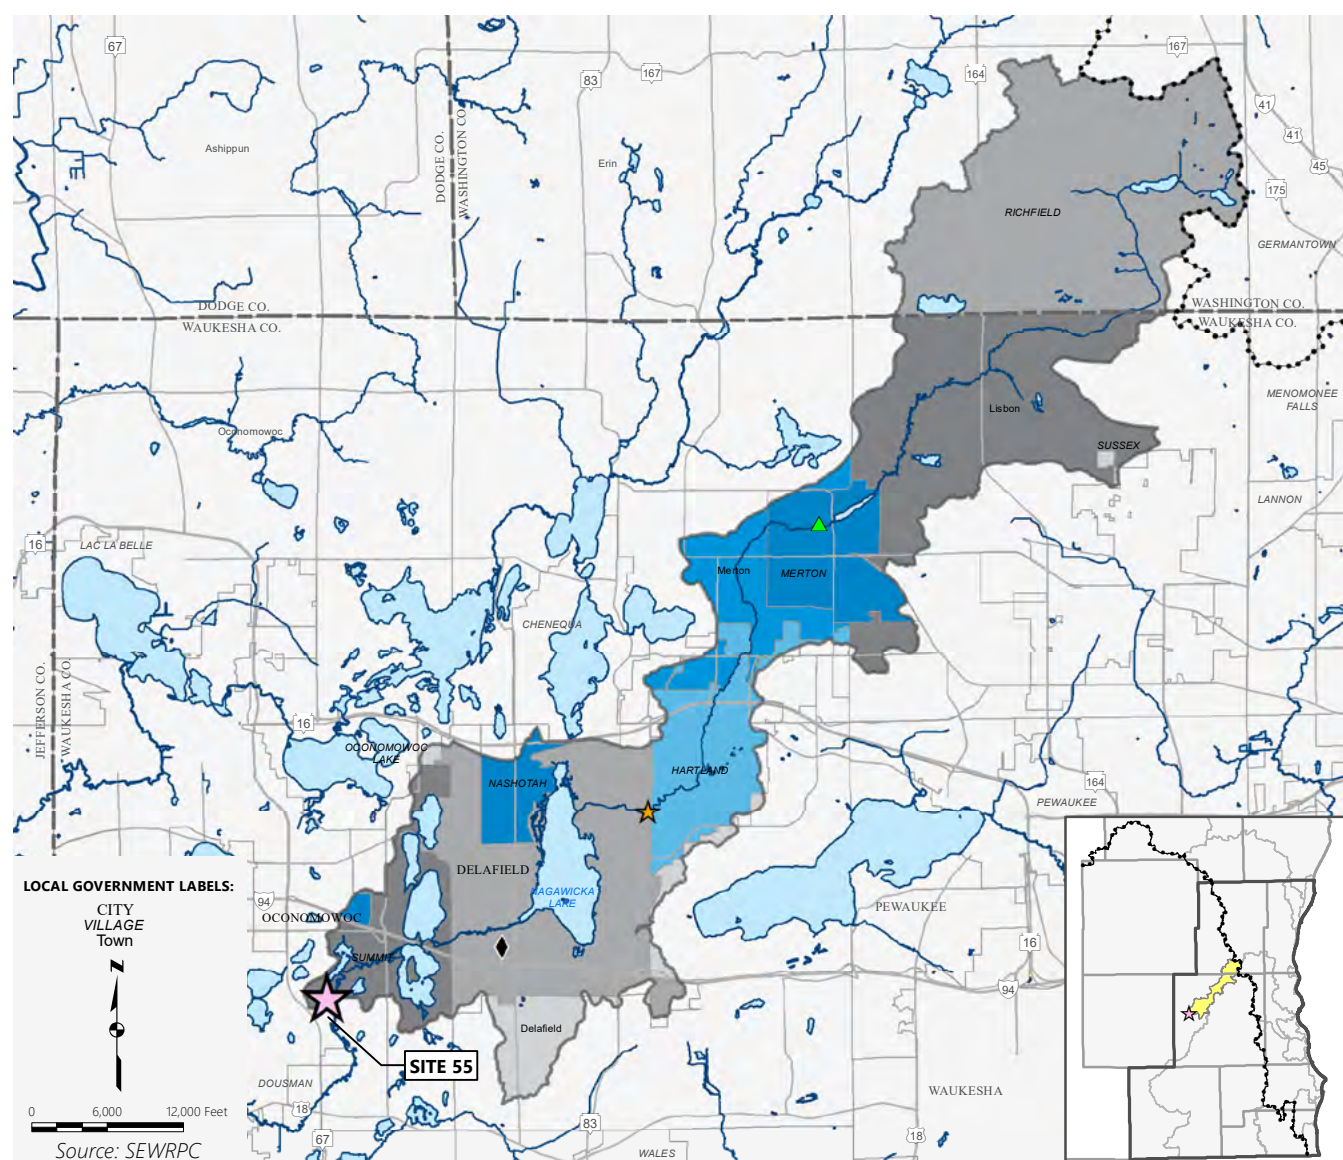 67
167
83
167
164
41
41
45
175
Ashippun
DODGE CO.
WASHINGTON CO.
Erin
RICHFIELD
GERMANTOWN
DODGE CO.
WAUKESHA CO.
WASHINGTON CO.
WAUKESHA CO.
MENOMONEE
FALLS
Lisbon
Oconomowoc
SUSSEX
LANNON
16
LAC LA BELLE
Merton
MERTON
CHENEQUA
JEFFERSON CO.
WAUKESHA CO.
16
OCONOMOWOC
LAKE
NASHOTAH
HARTLAND
164
PEWAUKEE
DELAFIELD
NAGAWICKA
LAKE
PEWAUKEE
94
OCONOMOWOC
16
SUMMIT
94
Delafield
SITE 55
DOUSMAN
WAUKESHA
18
67
83
18
WALES
LOCAL GOVERNMENT LABELS:
CITY
VILLAGE
Town
N
0 6,000 12,000 Feet
Source: SEWRPC